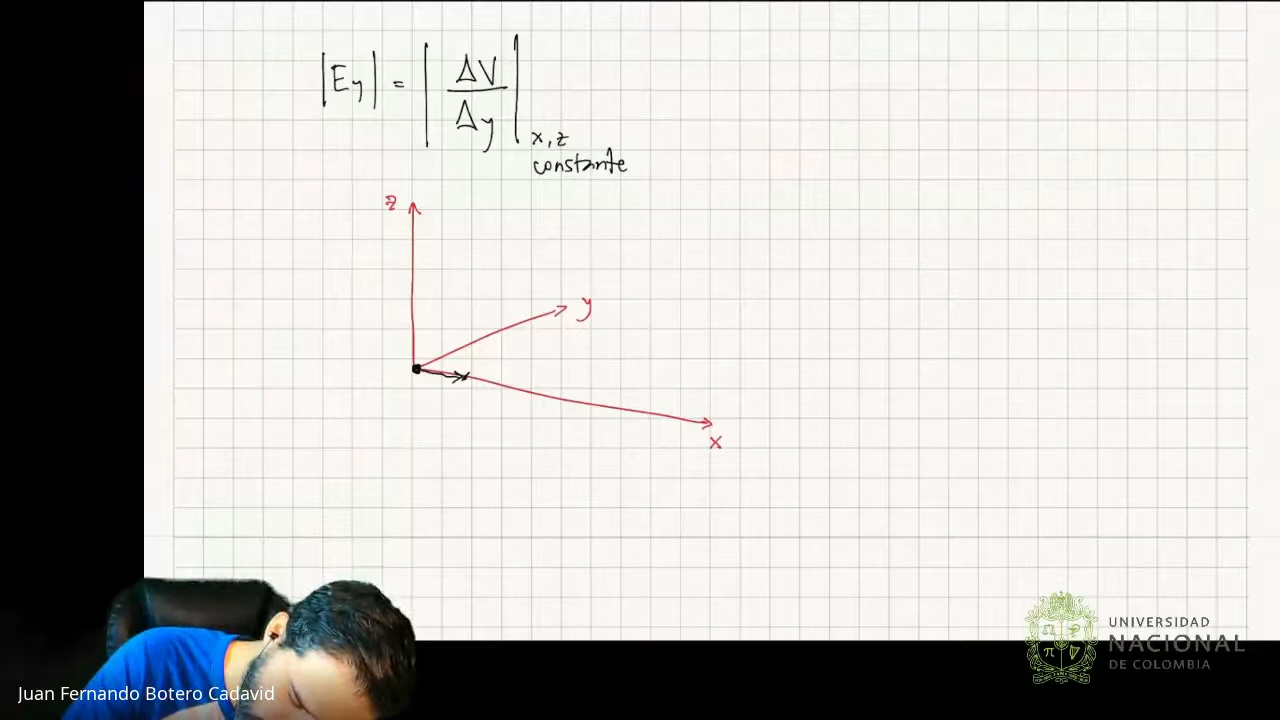 |Ey| = |ΔV/Δy| x, z
constante
z
y
x
UNIVERSIDAD
NACIONAL
DE COLOMBIA
Juan Fernando Botero Cadavid